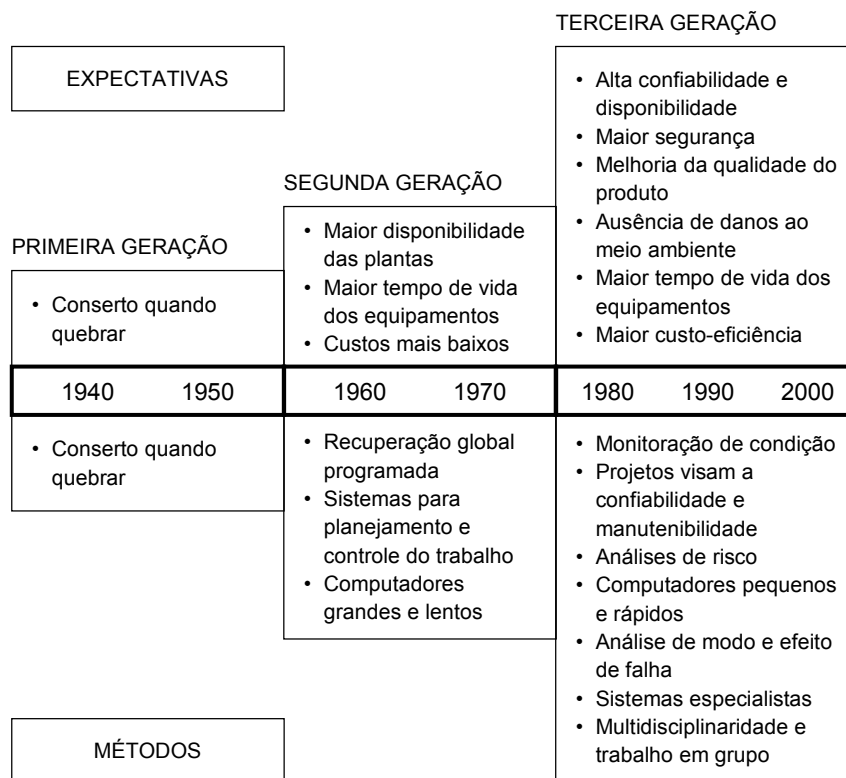 TERCEIRA GERAÇÃO
EXPECTATIVAS
• Alta confiabilidade e
disponibilidade
• Maior segurança
• Melhoria da qualidade do
produto
• Ausência de danos ao
meio ambiente
• Maior tempo de vida dos
equipamentos
• Maior custo-eficiência
SEGUNDA GERAÇÃO
• Maior disponibilidade
das plantas
• Maior tempo de vida
dos equipamentos
• Custos mais baixos
PRIMEIRA GERAÇÃO
• Conserto quando
quebrar
1940 1950 1960 1970 1980 1990 2000
• Conserto quando
quebrar
• Recuperação global
programada
• Sistemas para
planejamento e
controle do trabalho
• Computadores
grandes e lentos
• Monitoração de condição
• Projetos visam a
confiabilidade e
manutenibilidade
• Análises de risco
• Computadores pequenos
e rápidos
• Análise de modo e efeito
de falha
• Sistemas especialistas
• Multidisciplinaridade e
trabalho em grupo
MÉTODOS